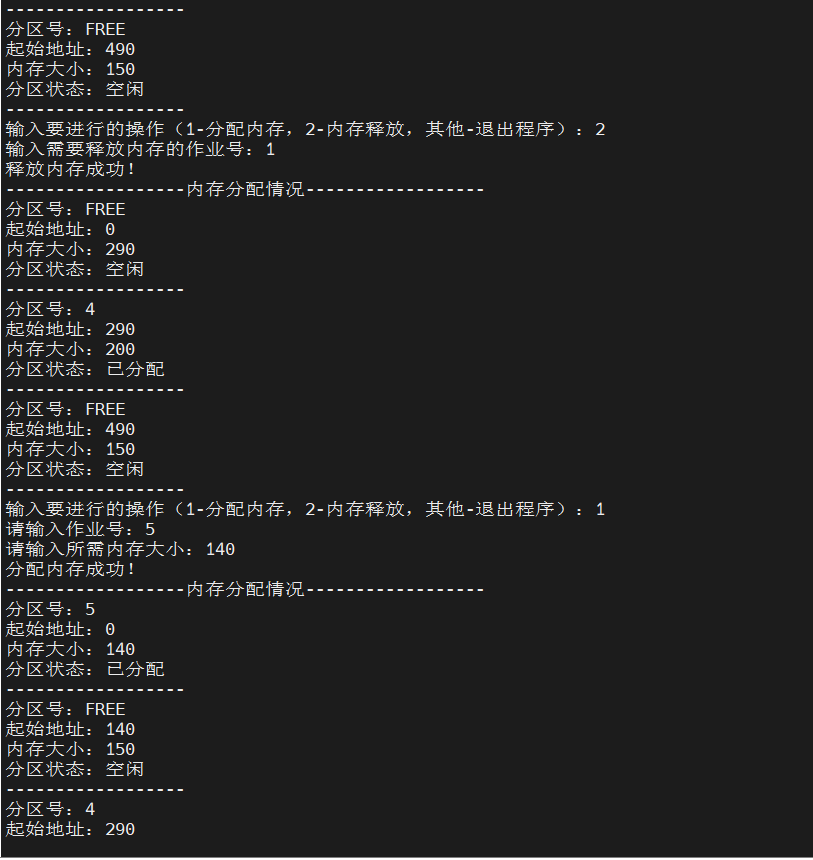 ------------------
分区号：FREE
起始地址：490
内存大小：150
分区状态：空闲
------------------
输入要进行的操作（1-分配内存，2-内存释放，其他-退出程序）：2
输入需要释放内存的作业号：1
释放内存成功！
------------------内存分配情况------------------
分区号：FREE
起始地址：0
内存大小：290
分区状态：空闲
------------------
分区号：4
起始地址：290
内存大小：200
分区状态：已分配
------------------
分区号：FREE
起始地址：490
内存大小：150
分区状态：空闲
------------------
输入要进行的操作（1-分配内存，2-内存释放，其他-退出程序）：1
请输入作业号：5
请输入所需内存大小：140
分配内存成功！
------------------内存分配情况------------------
分区号：5
起始地址：0
内存大小：140
分区状态：已分配
------------------
分区号：FREE
起始地址：140
内存大小：150
分区状态：空闲
------------------
分区号：4
起始地址：290